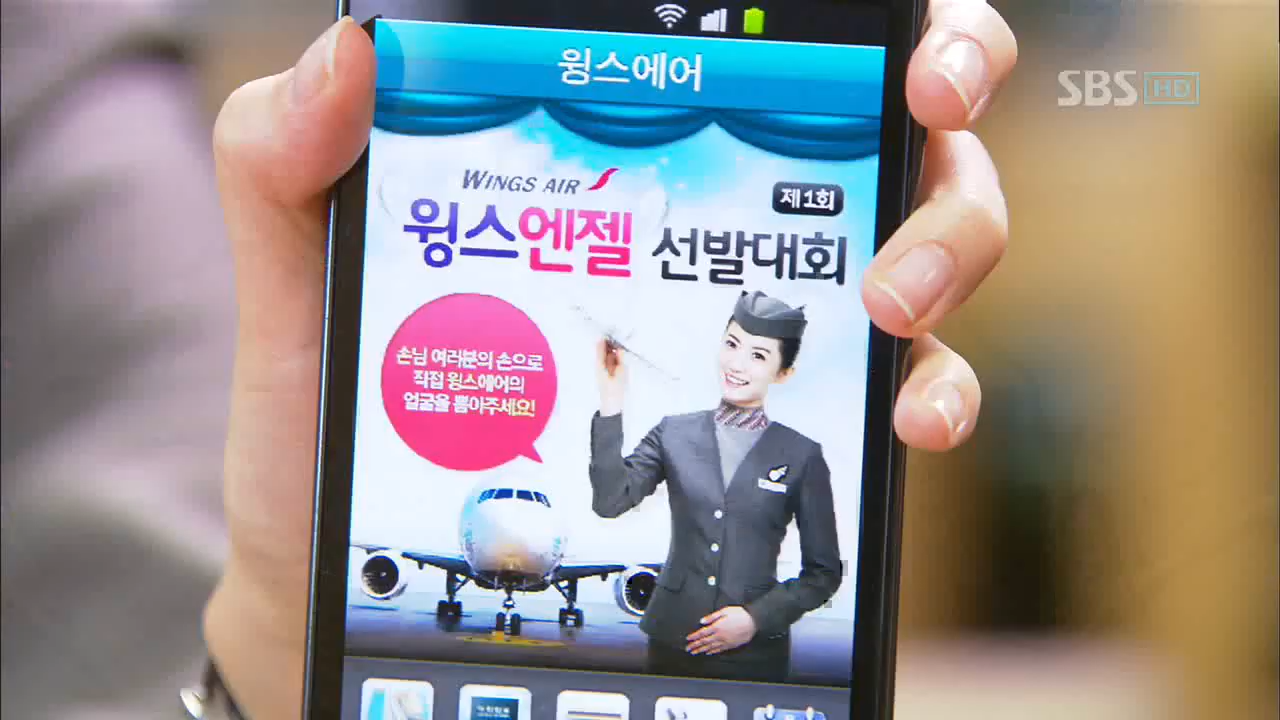 윙스에어
SBS HD
WINGS AIR
제1회
윙스엔젤 선발대회
손님 여러분의 손으로
직접 윙스에어의
얼굴을 뽑아주세요!